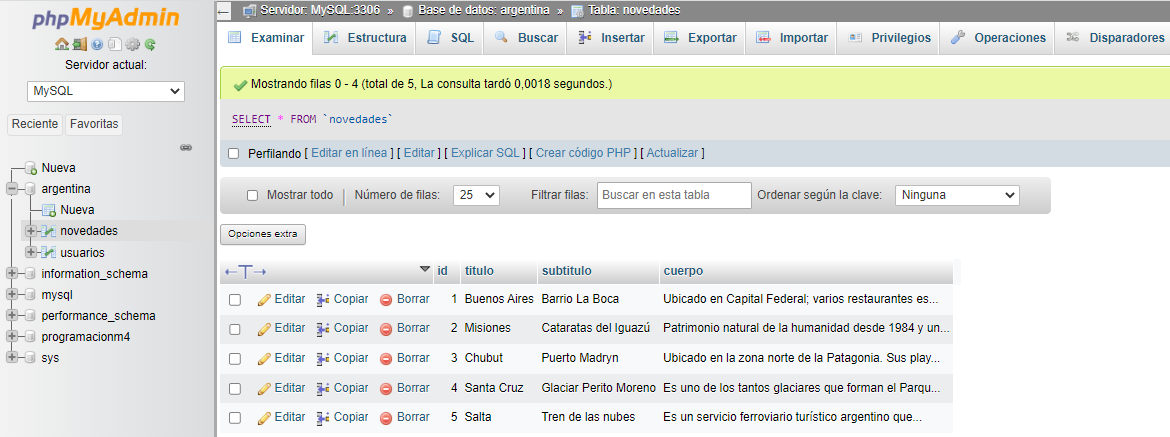 phpMyAdmin
Servidor actual:
MySQL
Reciente Favoritas
Nueva
argentina
Nueva
novedades
usuarios
information_schema
mysql
performance_schema
programacionm4
sys
Servidor: MySQL:3306 » Base de datos: argentina » Tabla: novedades
Examinar Estructura SQL Buscar Insertar Exportar Importar Privilegios Operaciones Disparadores
Mostrando filas 0 - 4 (total de 5, La consulta tardó 0,0018 segundos.)
SELECT * FROM `novedades`
Perfilando [ Editar en línea ] [ Editar ] [ Explicar SQL ] [ Crear código PHP ] [ Actualizar ]
Mostrar todo Número de filas: 25 Filtrar filas: Buscar en esta tabla Ordenar según la clave: Ninguna
Opciones extra
←T→ id titulo subtitulo cuerpo
Editar Copiar Borrar 1 Buenos Aires Barrio La Boca Ubicado en Capital Federal; varios restaurantes es...
Editar Copiar Borrar 2 Misiones Cataratas del Iguazú Patrimonio natural de la humanidad desde 1984 y un...
Editar Copiar Borrar 3 Chubut Puerto Madryn Ubicado en la zona norte de la Patagonia. Sus play...
Editar Copiar Borrar 4 Santa Cruz Glaciar Perito Moreno Es uno de los tantos glaciares que forman el Parqu...
Editar Copiar Borrar 5 Salta Tren de las nubes Es un servicio ferroviario turístico argentino que...